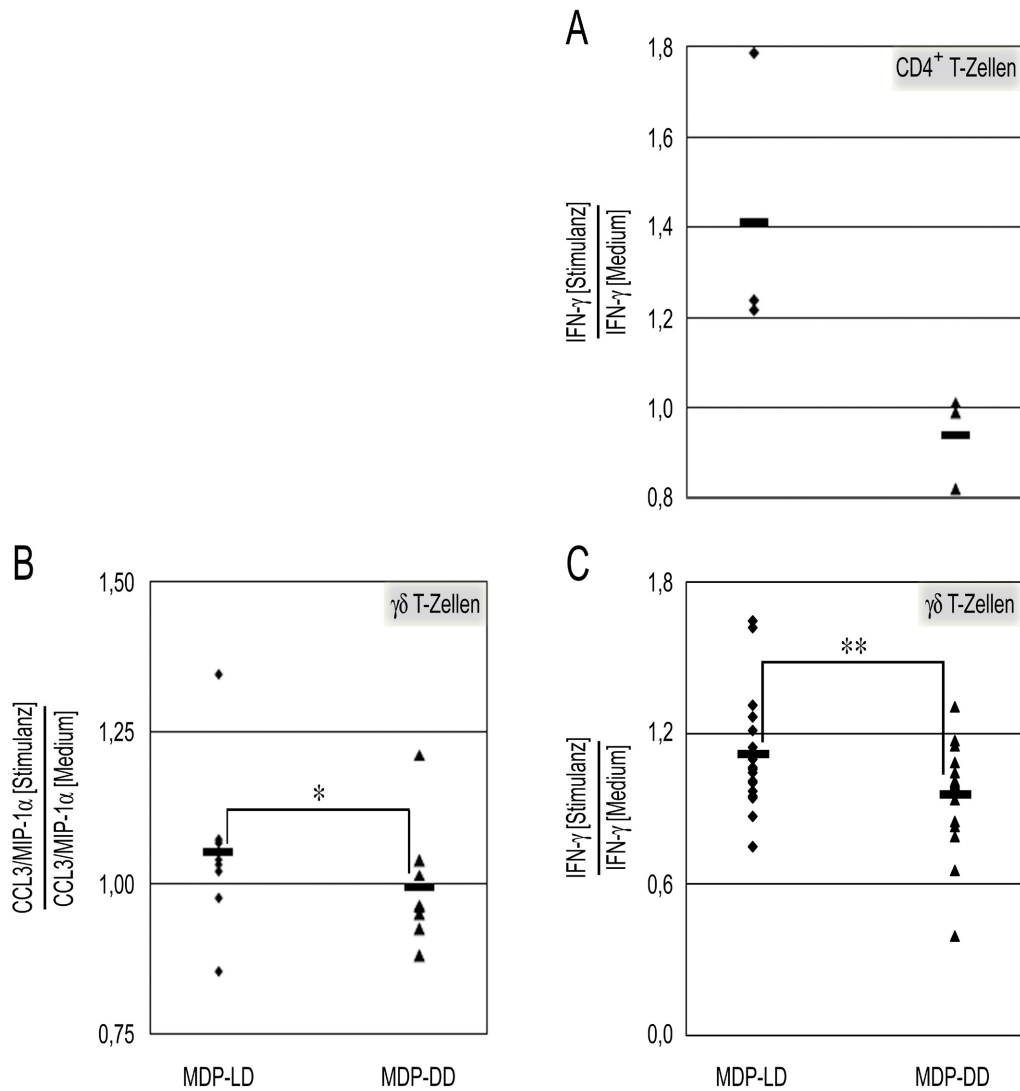 A
CD4⁺ T-Zellen
1,8
1,6
1,4
1,2
1,0
0,8
IFN-γ [Stimulanz]
IFN-γ [Medium]
B
γδ T-Zellen
1,50
1,25
1,00
0,75
CCL3/MIP-1α [Stimulanz]
CCL3/MIP-1α [Medium]
*
MDP-LD MDP-DD
C
γδ T-Zellen
1,8
1,2
0,6
0,0
IFN-γ [Stimulanz]
IFN-γ [Medium]
**
MDP-LD MDP-DD